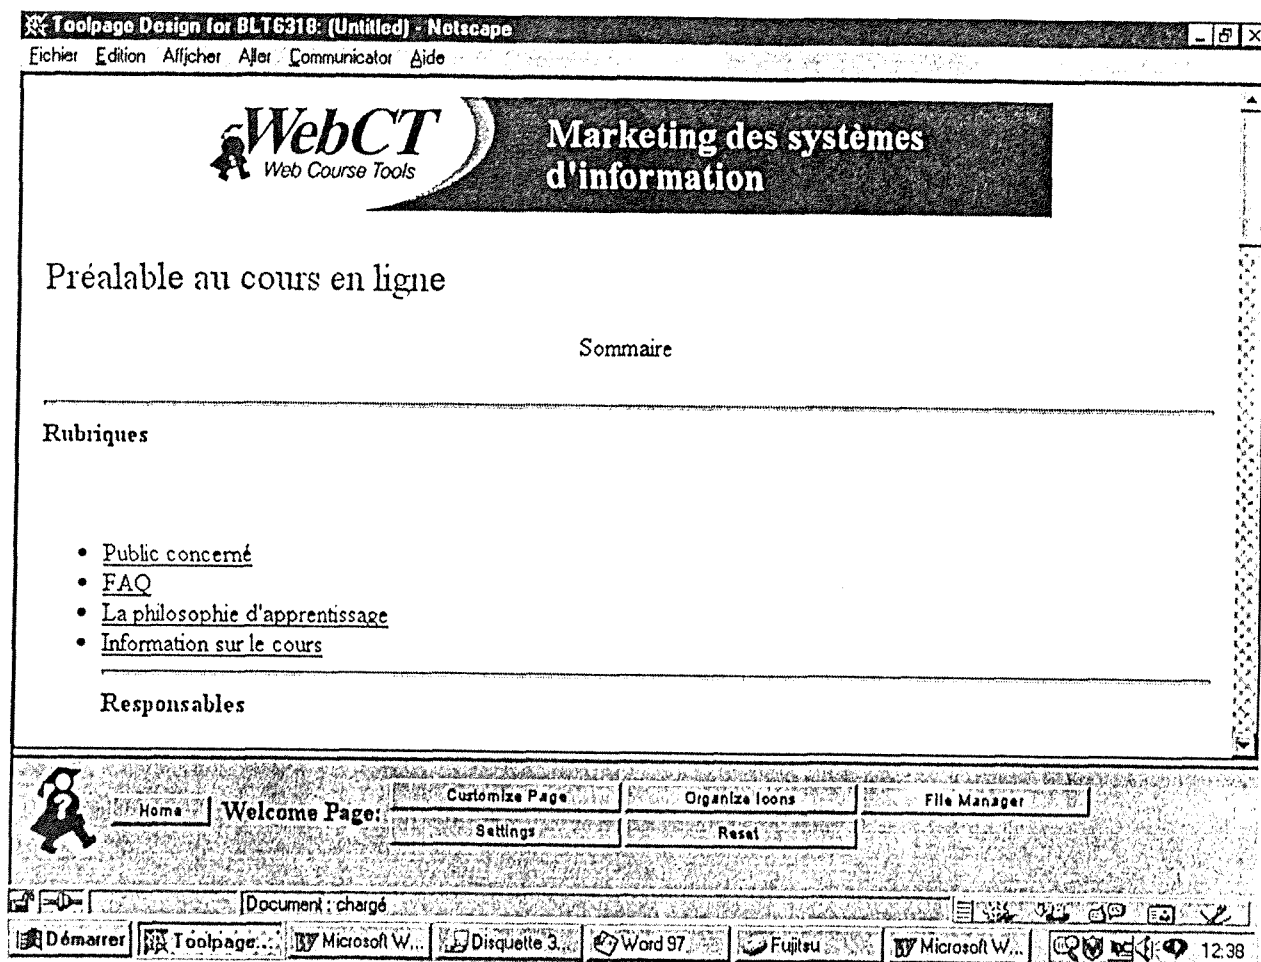 Toolpage Design for BLT6318: (Untitled) - Netscape
Fichier Edition Afficher Aller Communicator Aide
WebCT
Web Course Tools
Marketing des systèmes
d'information
Préalable au cours en ligne
Sommaire
Rubriques
• Public concerné
• FAQ
• La philosophie d'apprentissage
• Information sur le cours
Responsables
Home Welcome Page: Customize Page Organize Icons File Manager
Settings Reset
Document : chargé
Démarrer Toolpage... Microsoft W... Disquette 3... Word 97 Fujitsu Microsoft W... 12:38